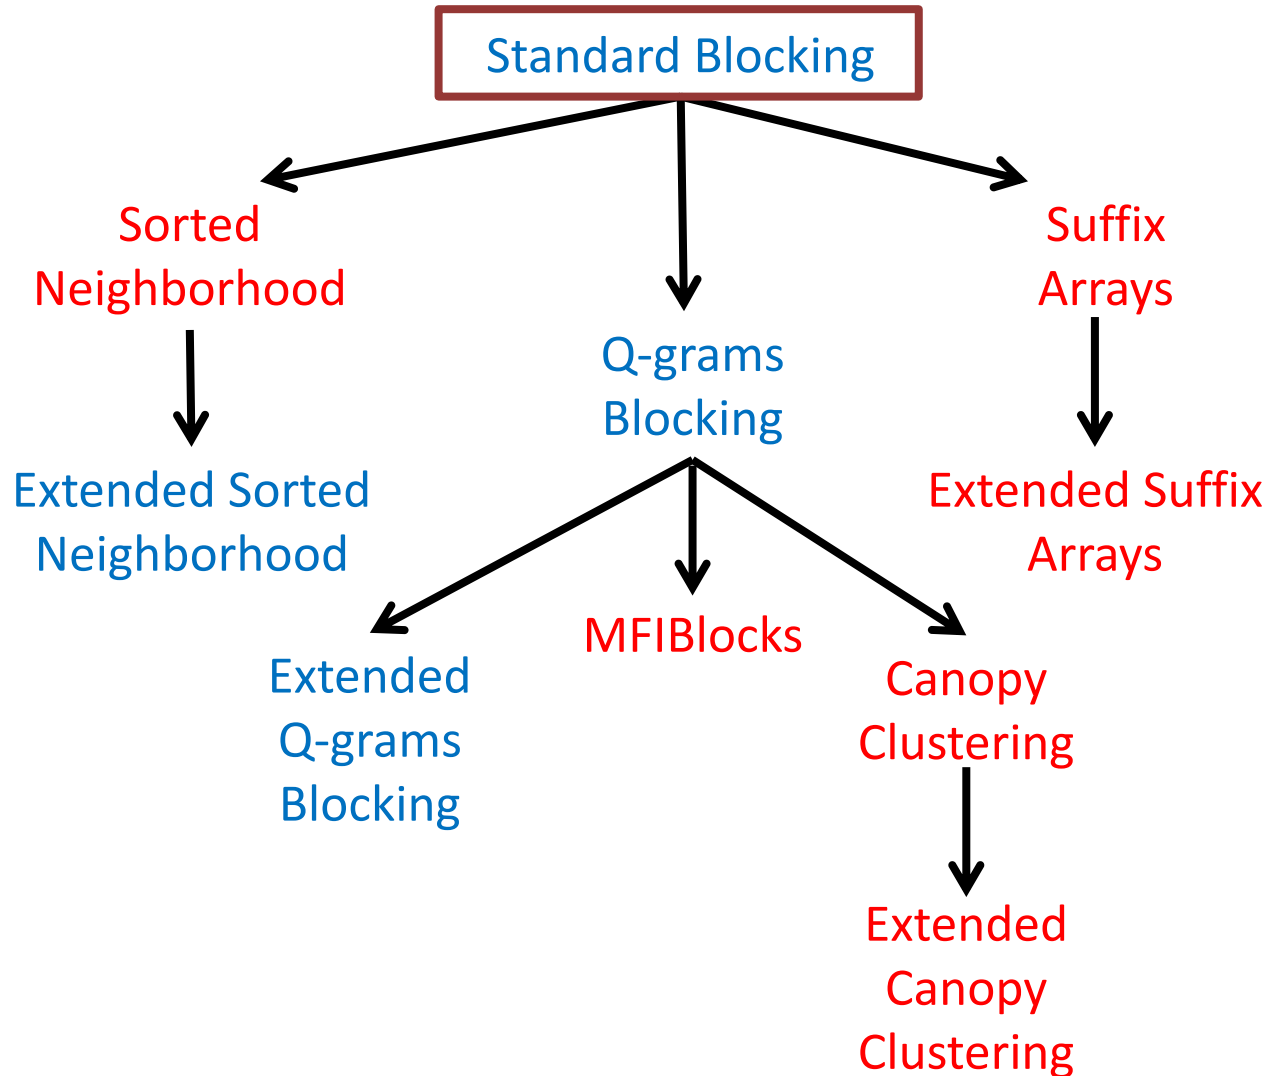 Standard Blocking
Sorted
Neighborhood
Suffix
Arrays
Q-grams
Blocking
Extended Sorted
Neighborhood
Extended Suffix
Arrays
MFIBlocks
Extended
Q-grams
Blocking
Canopy
Clustering
Extended
Canopy
Clustering